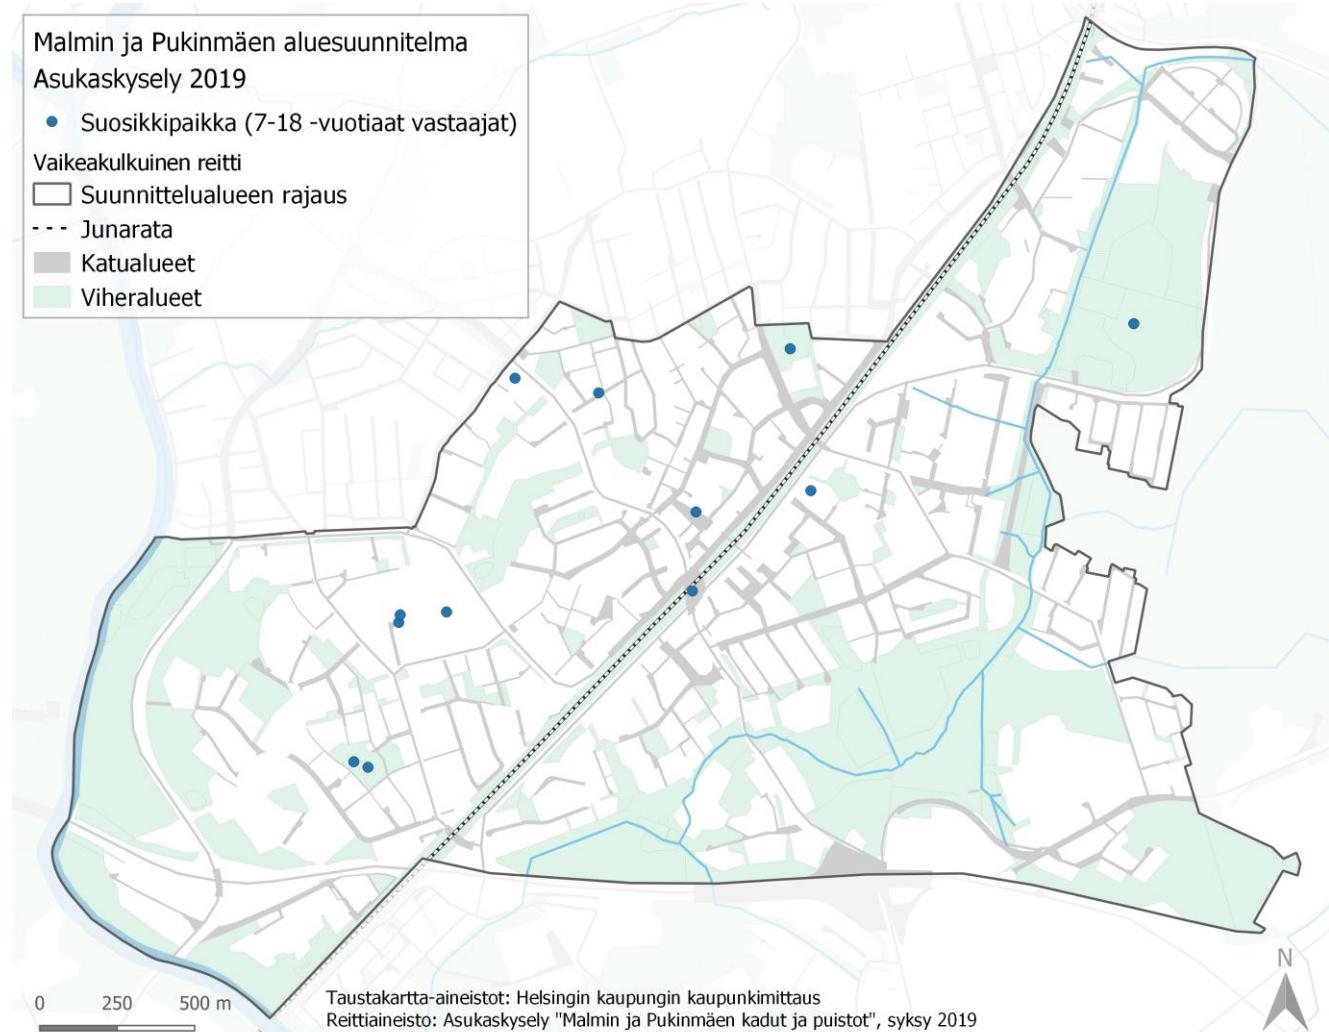 Malmin ja Pukinmäen aluesuunnitelma
Asukaskysely 2019
Suosikkipaikka (7-18 -vuotiaat vastaajat)
Vaikeakulkuinen reitti
Suunnittelualueen rajaus
Junarata
Katualueet
Viheralueet
N
0 250 500 m
Taustakartta-aineistot: Helsingin kaupungin kaupunkimittaus
Reittiaineisto: Asukaskysely "Malmin ja Pukinmäen kadut ja puistot", syksy 2019